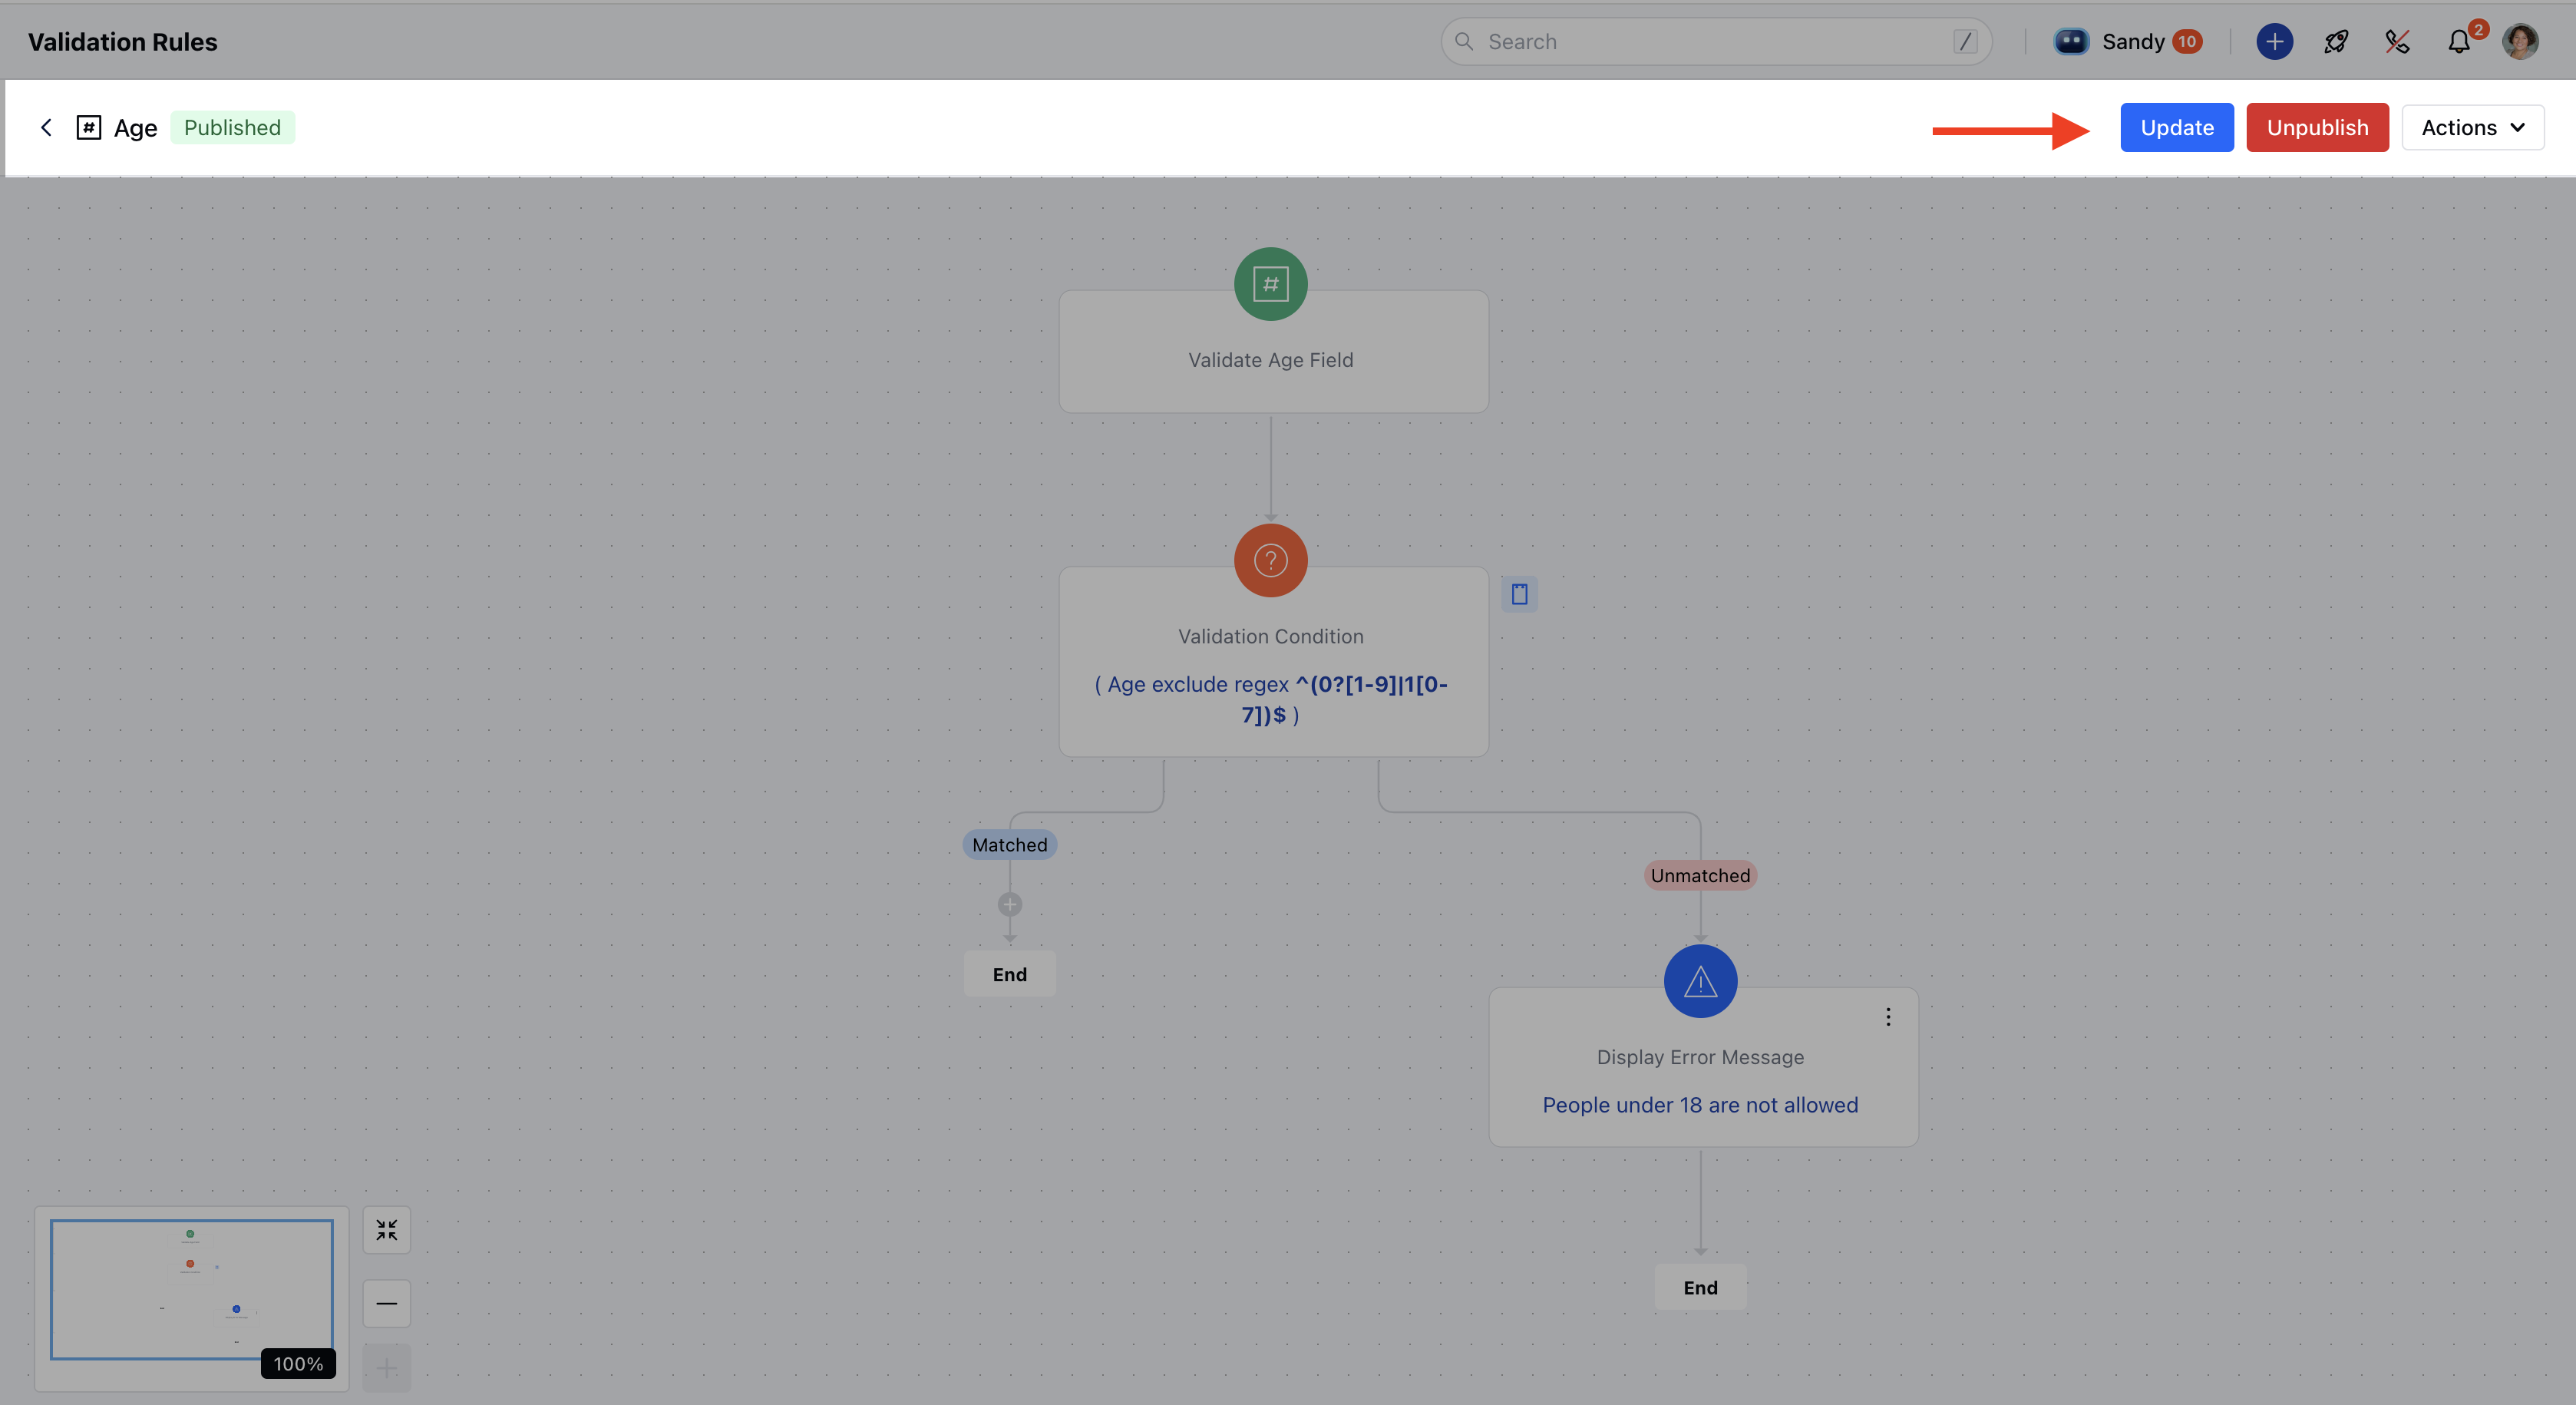 Validation Rules
Search
/
Sandy 10
2
# Age Published
Update
Unpublish
Actions
#
Validate Age Field
?
Validation Condition
( Age exclude regex ^(0?[1-9]|1[0-
7])$ )
Matched
Unmatched
End
Display Error Message
People under 18 are not allowed
End
100%